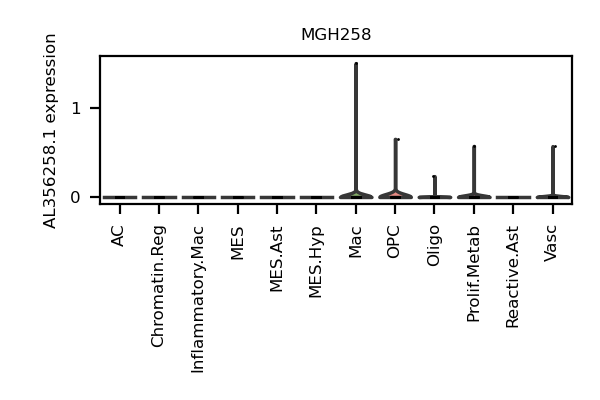 MGH258
AL356258.1 expression
1
0
AC
Chromatin.Reg
Inflammatory.Mac
MES
MES.Ast
MES.Hyp
Mac
OPC
Oligo
Prolif.Metab
Reactive.Ast
Vasc